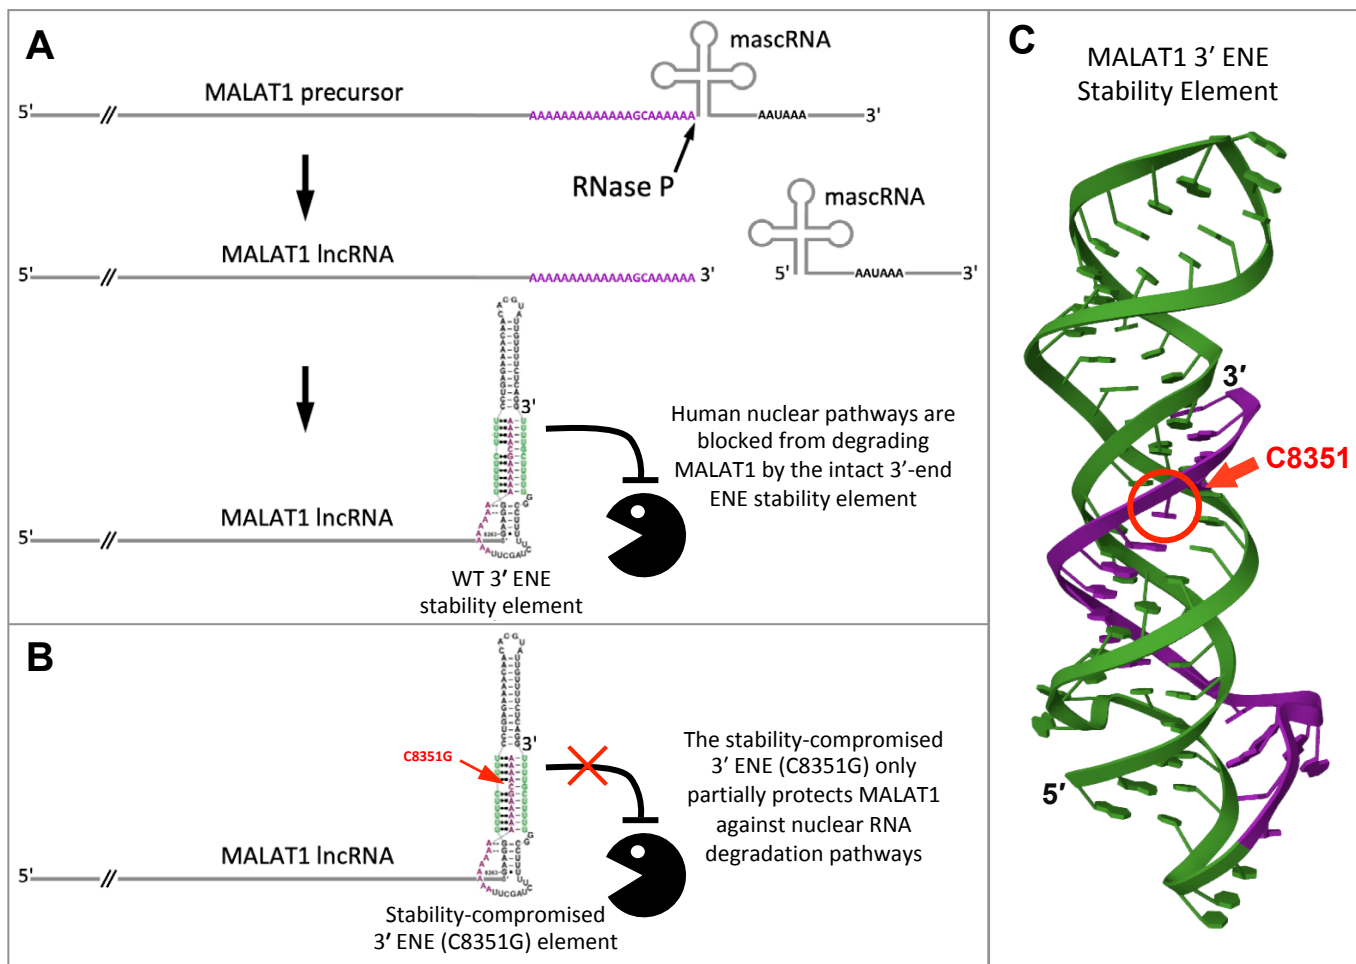 A
mascRNA
MALAT1 precursor
5'
//
AAAAAAAAAAAAAGCAAAAAA
AAUAAA
3'
RNase P
mascRNA
MALAT1 lncRNA
5'
//
AAAAAAAAAAAAAGCAAAAAA
3'
5'
AAUAAA
3'
3'
Human nuclear pathways are
blocked from degrading
MALAT1 by the intact 3′-end
ENE stability element
MALAT1 lncRNA
5'
//
WT 3′ ENE
stability element
B
3'
C8351G
The stability-compromised
3′ ENE (C8351G) only
partially protects MALAT1
against nuclear RNA
degradation pathways
MALAT1 lncRNA
5'
//
Stability-compromised
3′ ENE (C8351G) element
C
MALAT1 3′ ENE
Stability Element
3′
C8351
5′